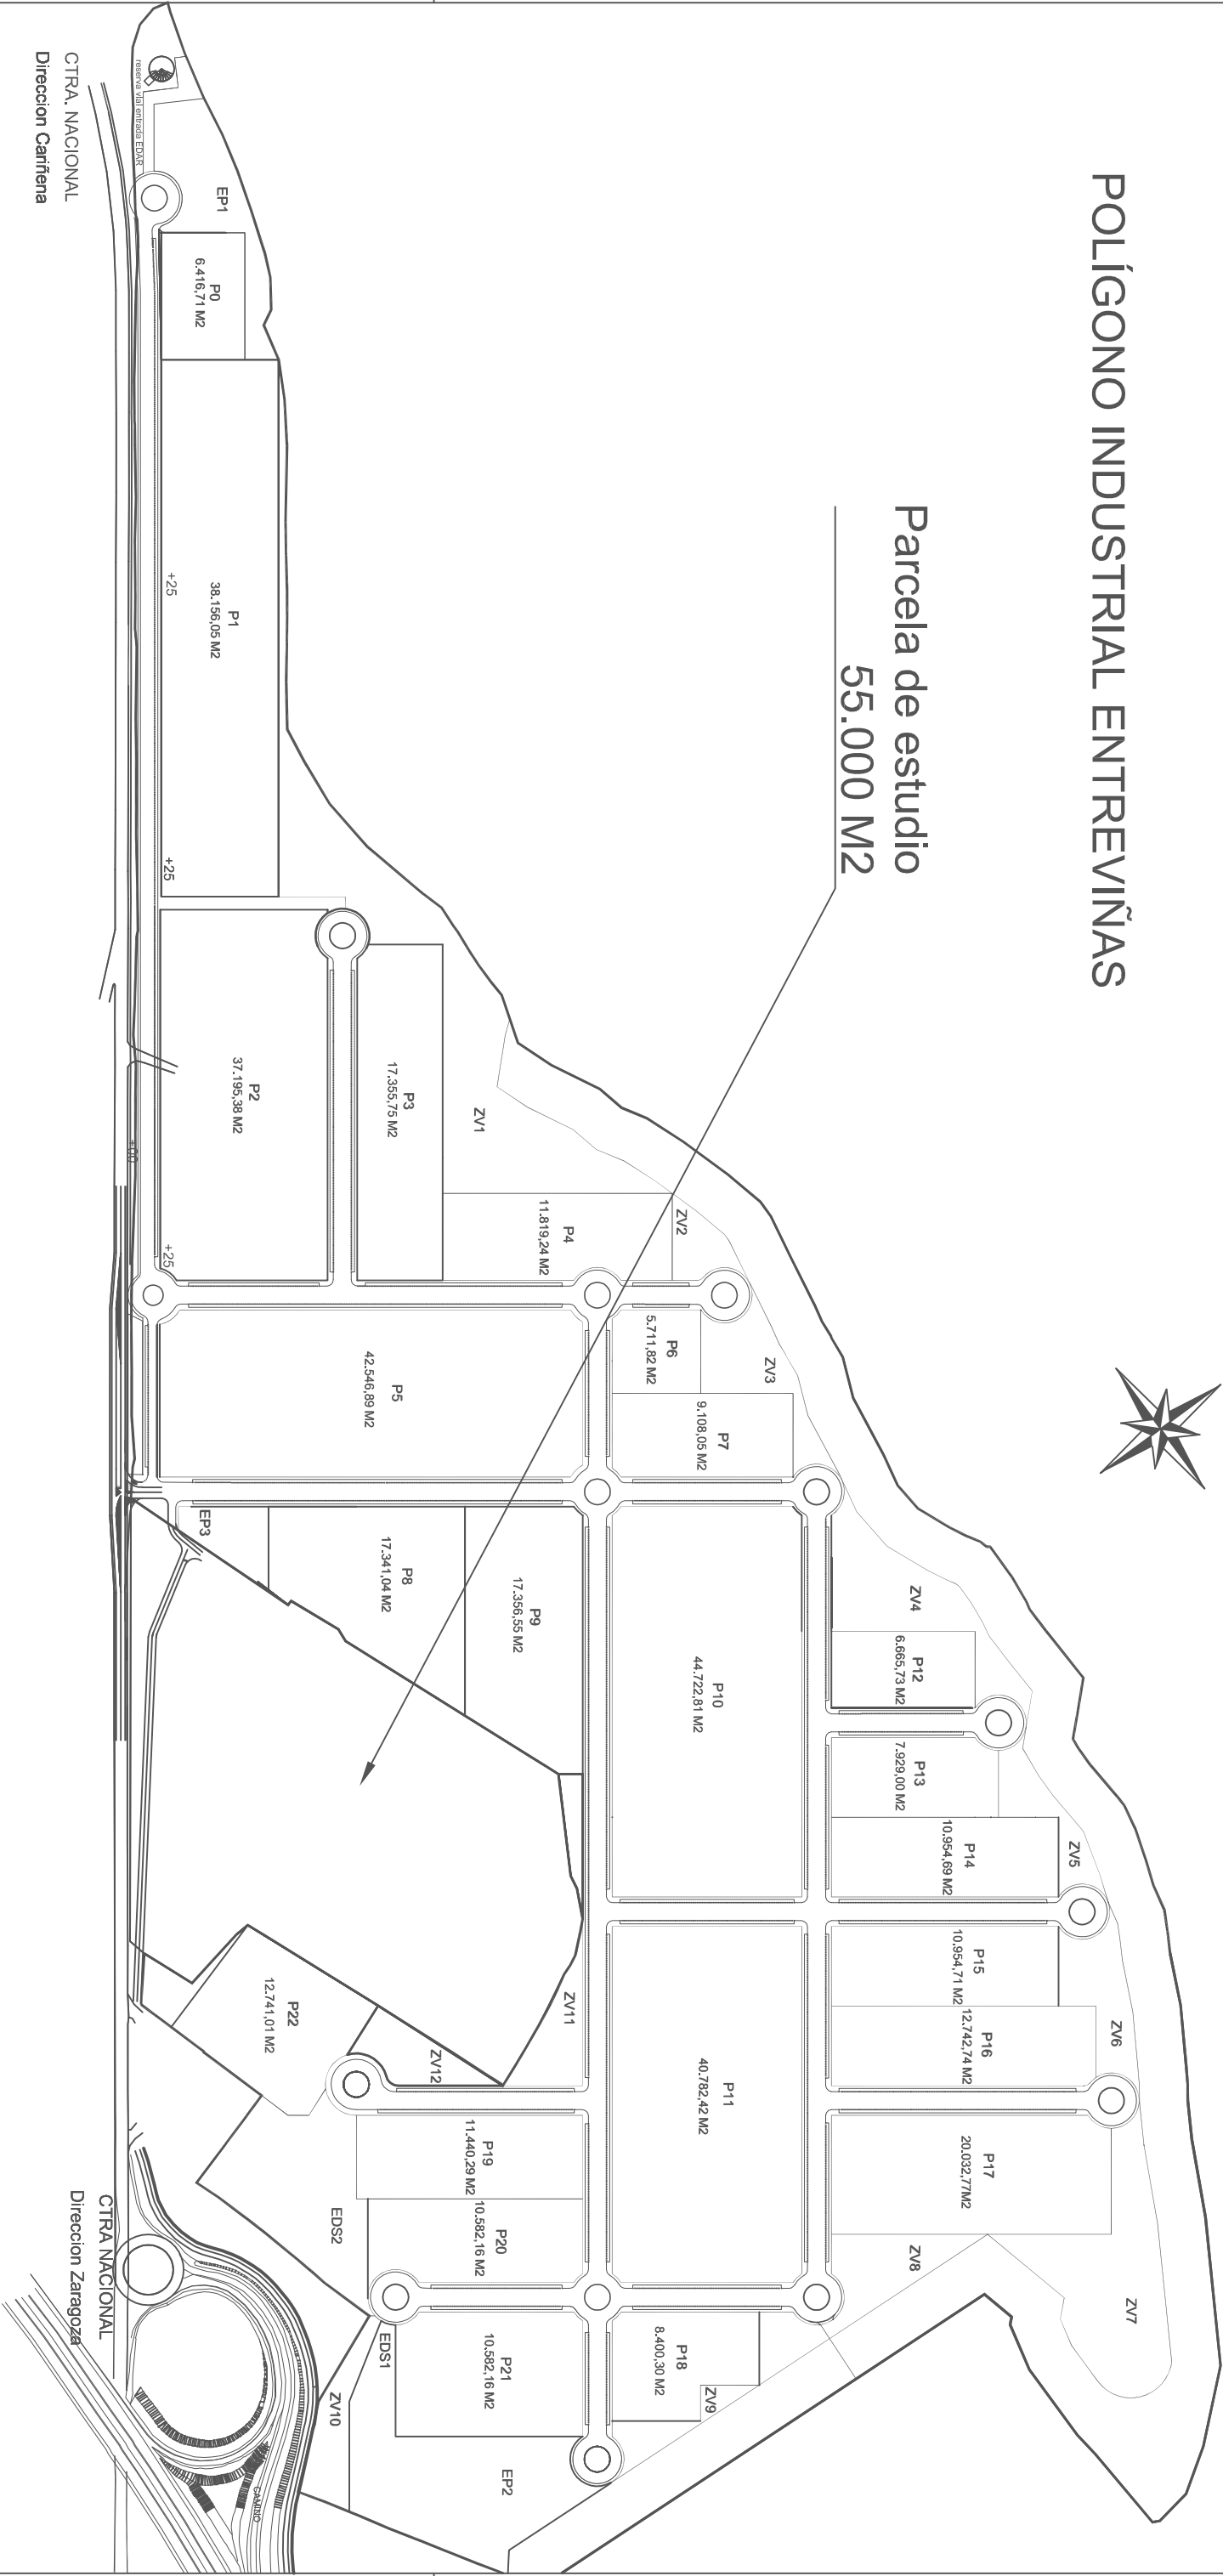 POLÍGONO INDUSTRIAL ENTREVIÑAS
Parcela de estudio
55.000 M2
CTRA. NACIONAL
Direccion Cariñena
reserva vial entrada EDAR
EP1
P0
6.416,71 M2
P1
38.156,05 M2
+25
+25
P2
37.195,38 M2
+00
+25
P3
17.355,75 M2
ZV1
P4
11.819,24 M2
ZV2
P5
42.546,89 M2
P6
5.711,82 M2
ZV3
P7
9.108,05 M2
EP3
P8
17.341,04 M2
P9
17.356,55 M2
P10
44.722,81 M2
ZV4
P12
6.665,73 M2
P13
7.929,00 M2
P14
10.954,69 M2
ZV5
P15
10.954,71 M2
P16
12.742,74 M2
ZV6
P11
40.782,42 M2
P17
20.032,77M2
ZV11
ZV12
P22
12.741,01 M2
P19
11.440,29 M2
P20
10.582,16 M2
EDS2
ZV8
ZV7
P18
8.400,30 M2
ZV9
P21
10.582,16 M2
EDS1
ZV10
EP2
CAMINO
CTRA NACIONAL
Direccion Zaragoza